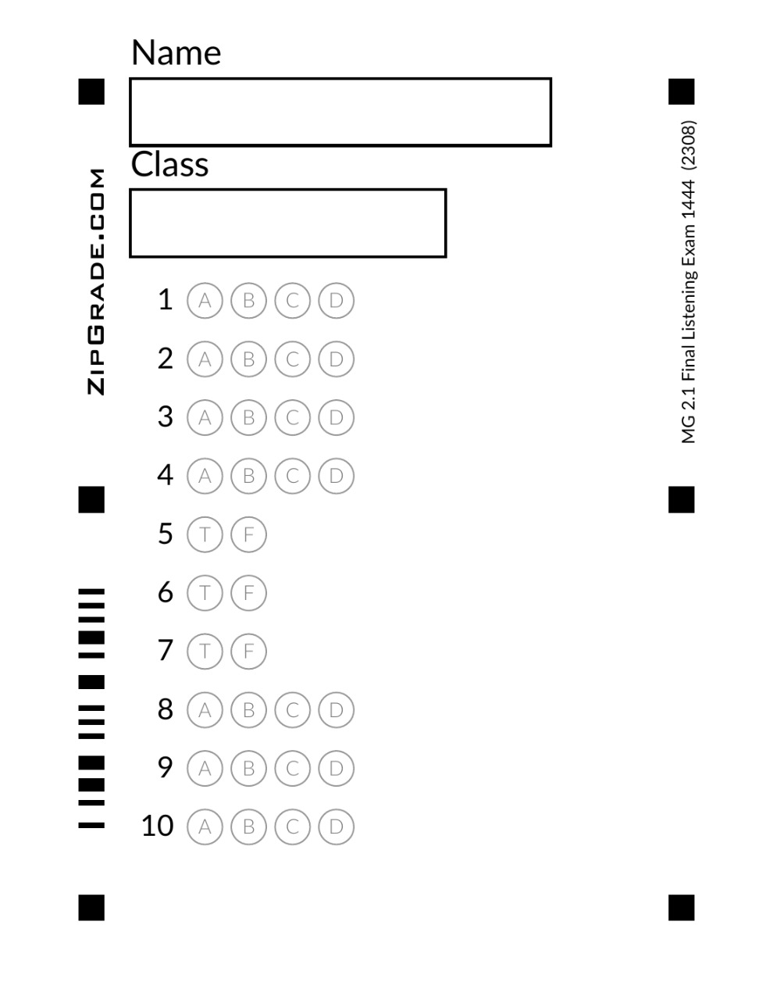 Name
Class
ZIPGRADE.COM
MG 2.1 Final Listening Exam 1444 (2308)
1 A B C D
2 A B C D
3 A B C D
4 A B C D
5 T F
6 T F
7 T F
8 A B C D
9 A B C D
10 A B C D